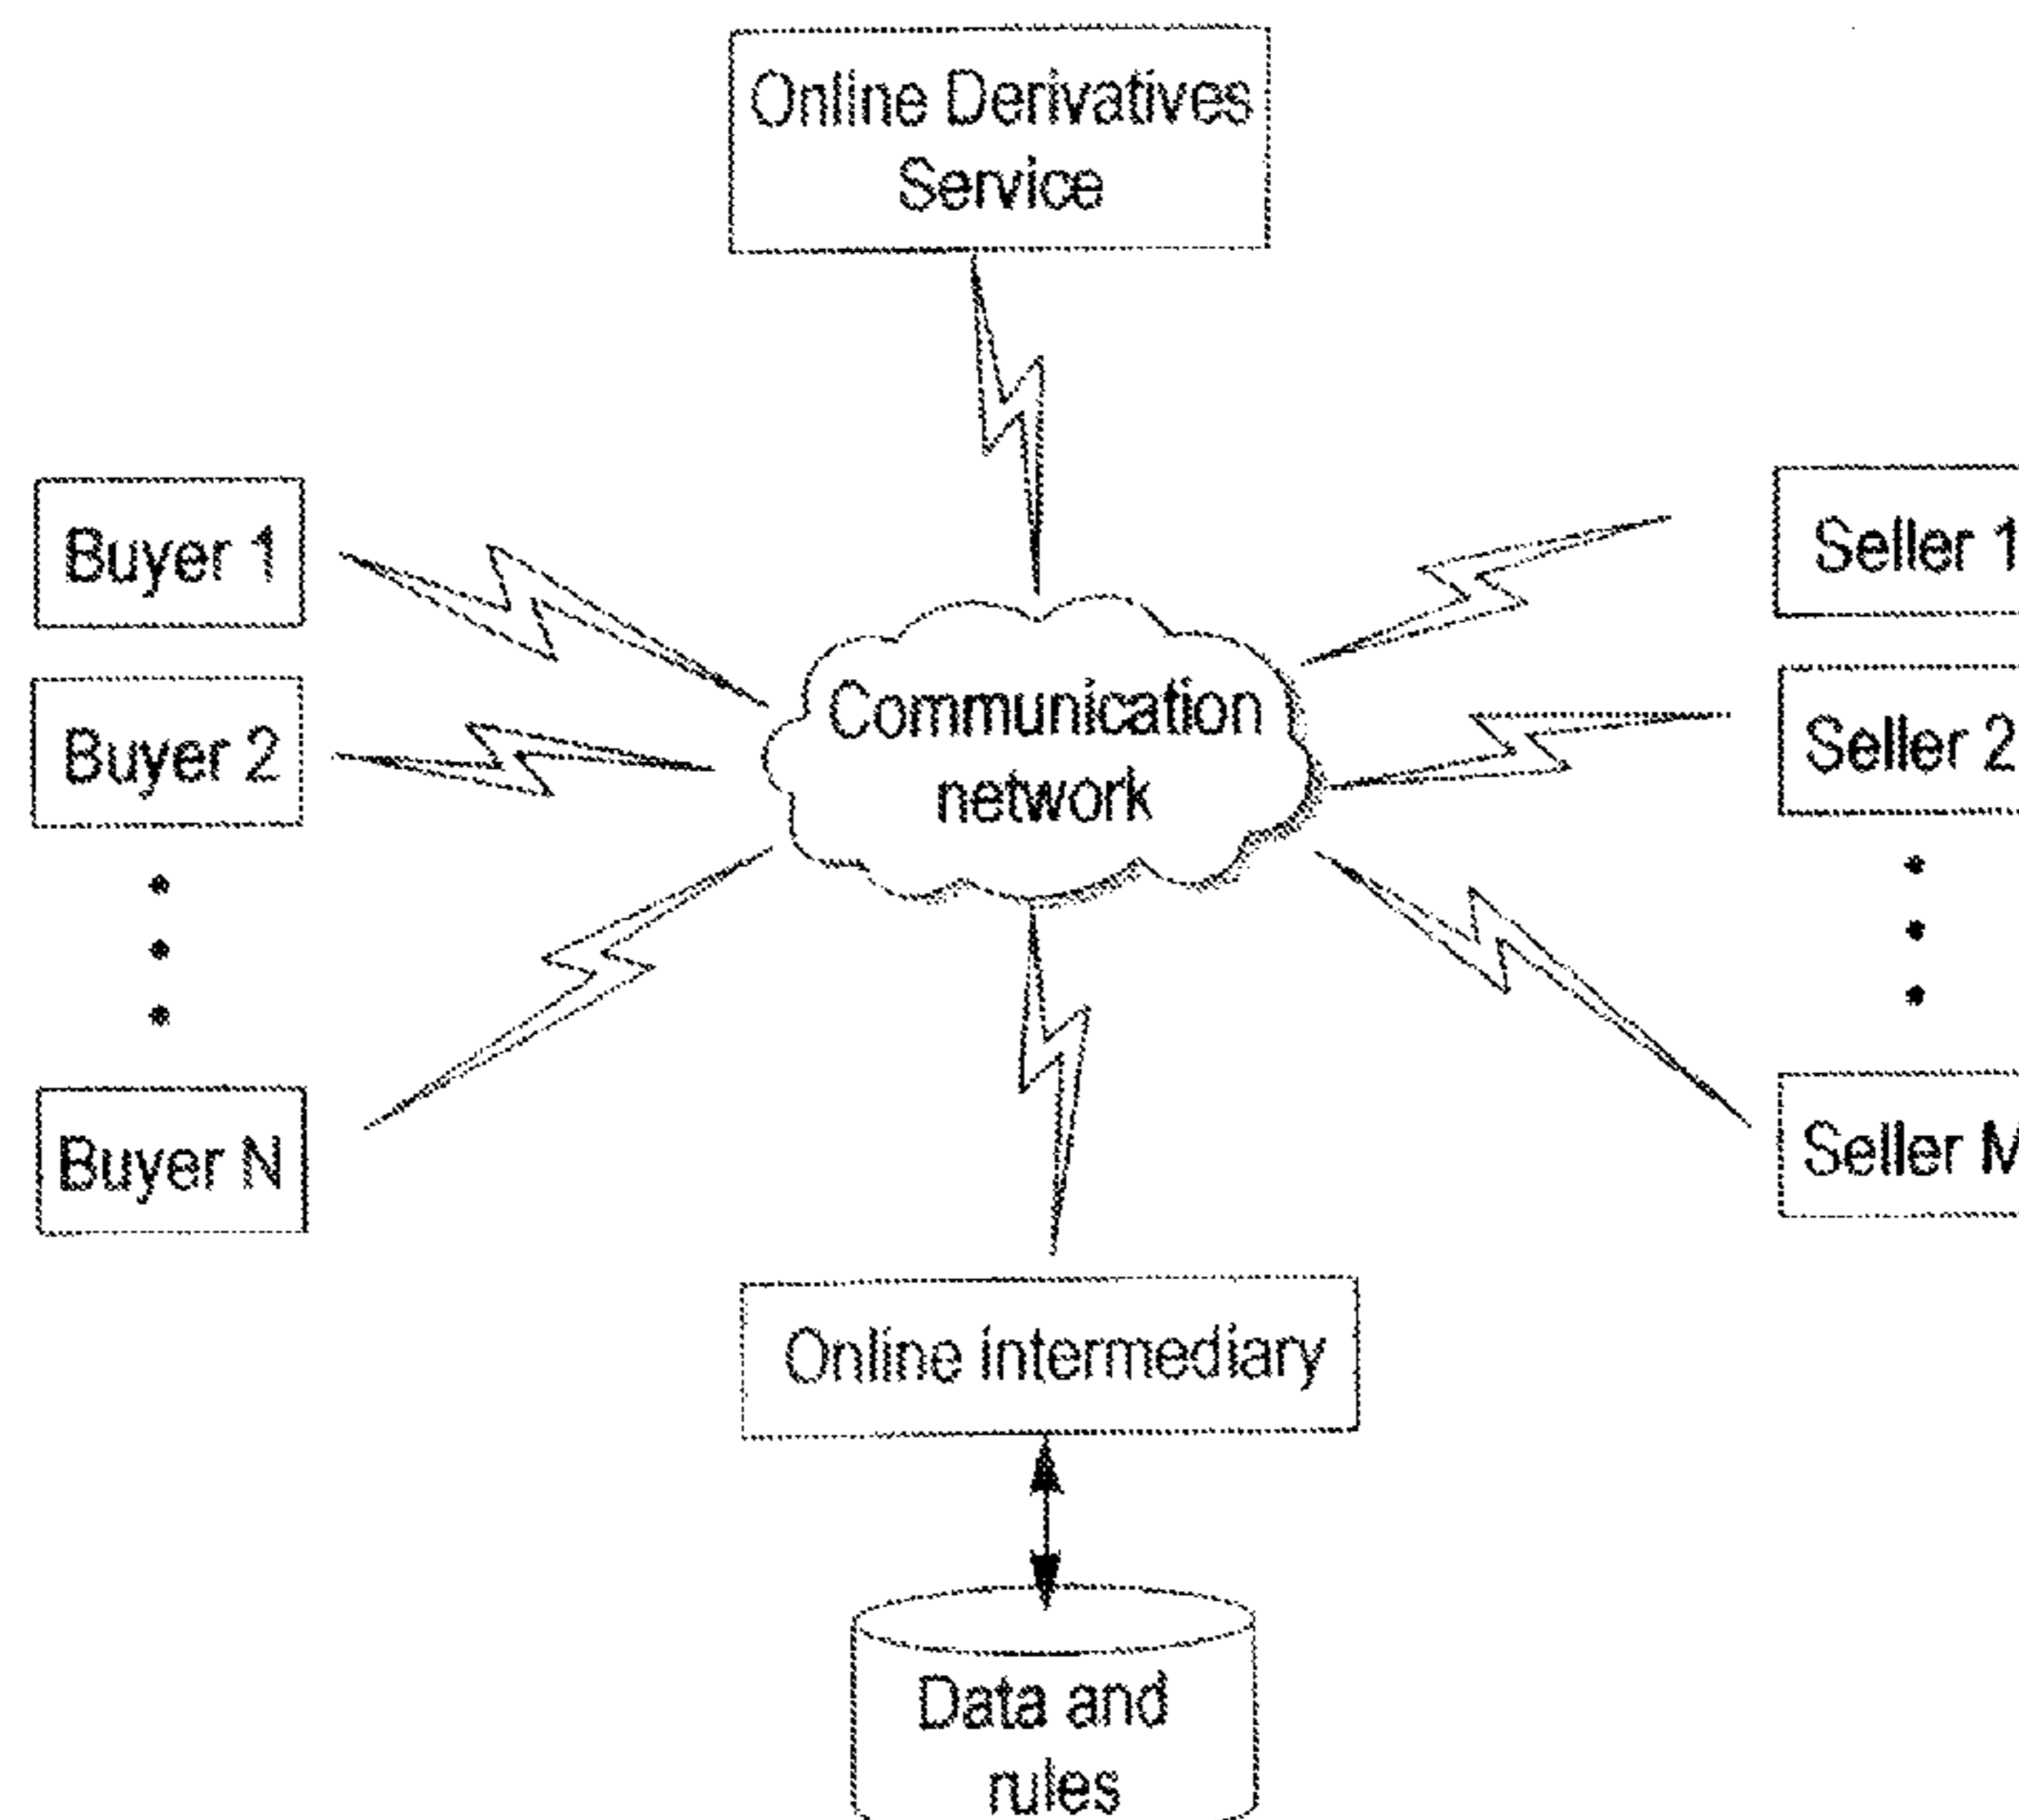 Online Derivatives
Service
Buyer 1
Seller 1
Communication
network
Buyer 2
Seller 2
Buyer N
Seller M
Online intermediary
Data and
rules